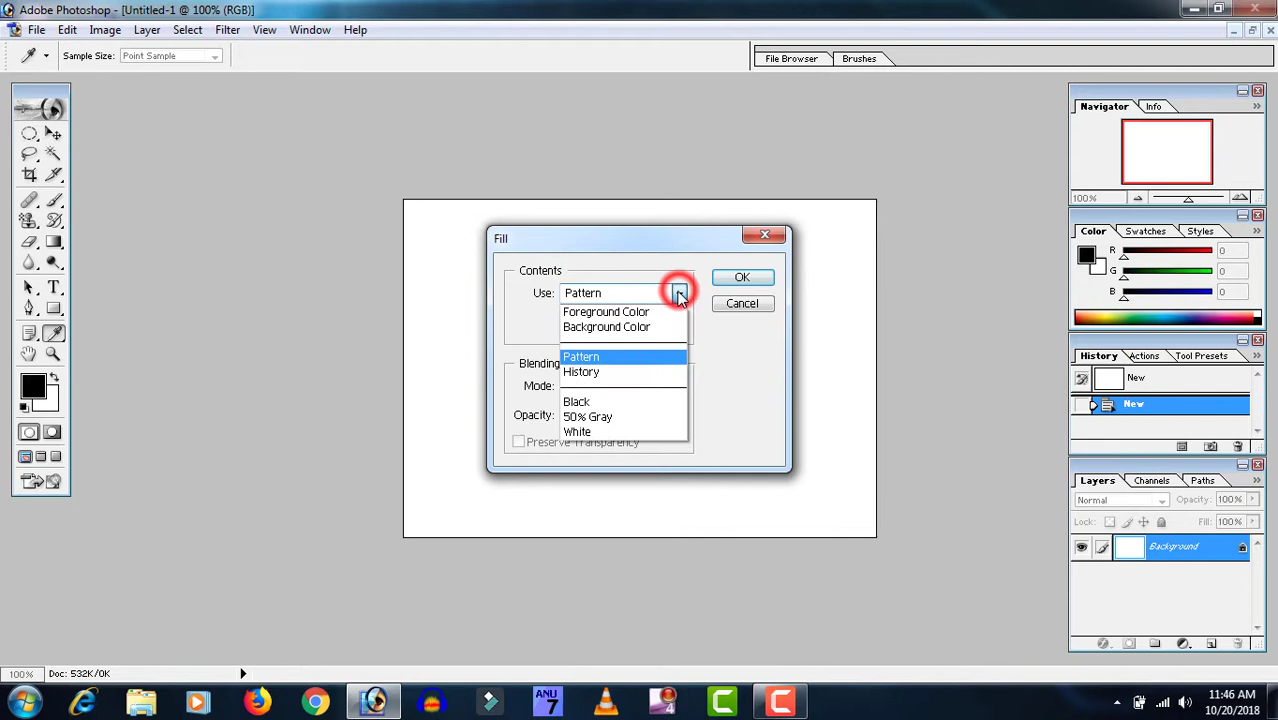 Adobe Photoshop - [Untitled-1 @ 100% (RGB)]
File Edit Image Layer Select Filter View Window Help
Sample Size: Point Sample
File Browser Brushes
Navigator Info
100%
Color Swatches Styles
R 0
G 0
B 0
History Actions Tool Presets
New
New
Layers Channels Paths
Normal Opacity: 100%
Lock: Fill: 100%
Background
Fill
Contents
Use: Pattern
OK
Cancel
Foreground Color
Background Color
Pattern
History
Black
50% Gray
White
Blending
Mode:
Opacity:
Preserve Transparency
100% Doc: 532K/0K
ANU
7
4
11:46 AM
10/20/2018